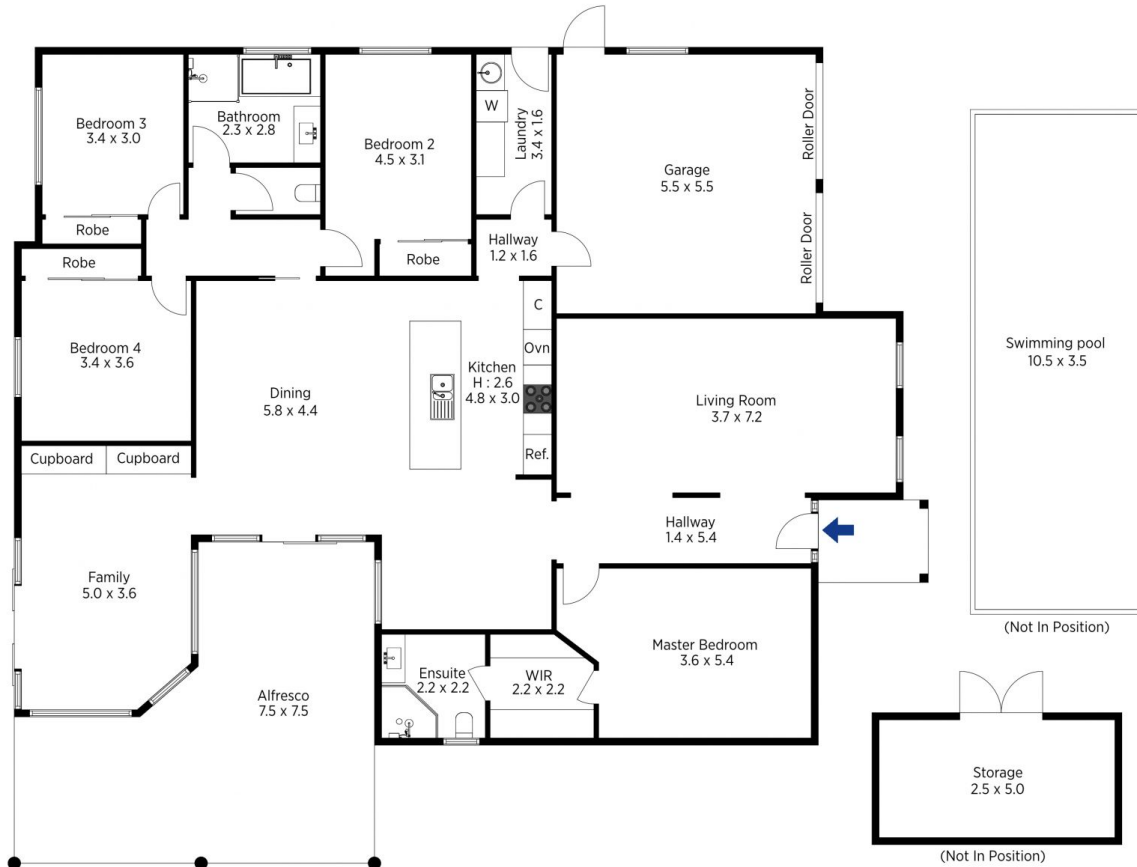 Bedroom 3
3.4 x 3.0
Robe
Bathroom
2.3 x 2.8
Bedroom 2
4.5 x 3.1
Robe
W
Laundry
3.4 x 1.6
Hallway
1.2 x 1.6
Garage
5.5 x 5.5
Roller Door
Roller Door
Robe
Bedroom 4
3.4 x 3.6
Dining
5.8 x 4.4
Kitchen
H : 2.6
4.8 x 3.0
C
Ovn
Ref.
Living Room
3.7 x 7.2
Swimming pool
10.5 x 3.5
(Not In Position)
Cupboard
Cupboard
Family
5.0 x 3.6
Hallway
1.4 x 5.4
Alfresco
7.5 x 7.5
Ensuite
2.2 x 2.2
WIR
2.2 x 2.2
Master Bedroom
3.6 x 5.4
Storage
2.5 x 5.0
(Not In Position)